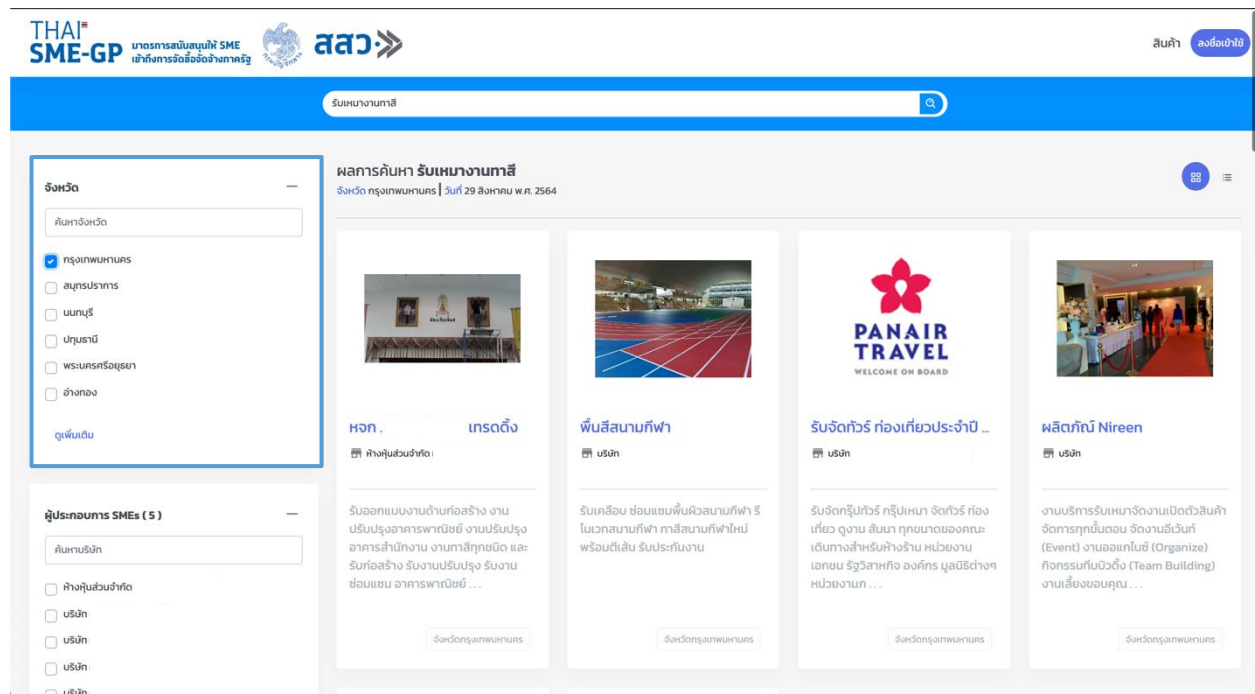 THAI
SME-GP
มาตรการสนับสนุนให้ SME
เข้าถึงการจัดซื้อจัดจ้างภาครัฐ
สสว.
สินค้า
ลงชื่อเข้าใช้
รับเหมางานทาสี
จังหวัด
ค้นหาจังหวัด
กรุงเทพมหานคร
สมุทรปราการ
นนทบุรี
ปทุมธานี
พระนครศรีอยุธยา
อ่างทอง
ดูเพิ่มเติม
ผู้ประกอบการ SMEs ( 5 )
ค้นหาบริษัท
ห้างหุ้นส่วนจำกัด
บริษัท
บริษัท
บริษัท
บริษัท
ผลการค้นหา รับเหมางานทาสี
จังหวัด กรุงเทพมหานคร | วันที่ 29 สิงหาคม พ.ศ. 2564
หจก . เทรดดิ้ง
ห้างหุ้นส่วนจำกัด
รับออกแบบงานด้านก่อสร้าง งาน
ปรับปรุงอาคารพาณิชย์ งานปรับปรุง
อาคารสำนักงาน งานทาสีทุกชนิด และ
รับก่อสร้าง รับงานปรับปรุง รับงาน
ซ่อมแซม อาคารพาณิชย์ . . .
จังหวัดกรุงเทพมหานคร
พื้นสีสนามกีฬา
บริษัท
รับเคลือบ ซ่อมแซมพื้นผิวสนามกีฬา รี
โนเวทสนามกีฬา ทาสีสนามกีฬาใหม่
พร้อมตีเส้น รับประกันงาน
จังหวัดกรุงเทพมหานคร
PANAIR
TRAVEL
WELCOME ON BOARD
รับจัดทัวร์ ท่องเที่ยวประจำปี ...
บริษัท
รับจัดกรุ๊ปทัวร์ กรุ๊ปเหมา จัดทัวร์ ท่อง
เที่ยว ดูงาน สัมนา ทุกขนาดของคณะ
เดินทางสำหรับห้างร้าน หน่วยงาน
เอกชน รัฐวิสาหกิจ องค์กร มูลนิธิต่างๆ
หน่วยงานภ . . .
จังหวัดกรุงเทพมหานคร
ผลิตภัณ์ Nireen
บริษัท
งานบริการรับเหมาจัดงานเปิดตัวสินค้า
จัดการทุกขั้นตอน จัดงานอีเว้นท์
(Event) งานออแกไนซ์ (Organize)
กิจกรรมทีมบิวดิ้ง (Team Building)
งานเลี้ยงขอบคุณ . . .
จังหวัดกรุงเทพมหานคร